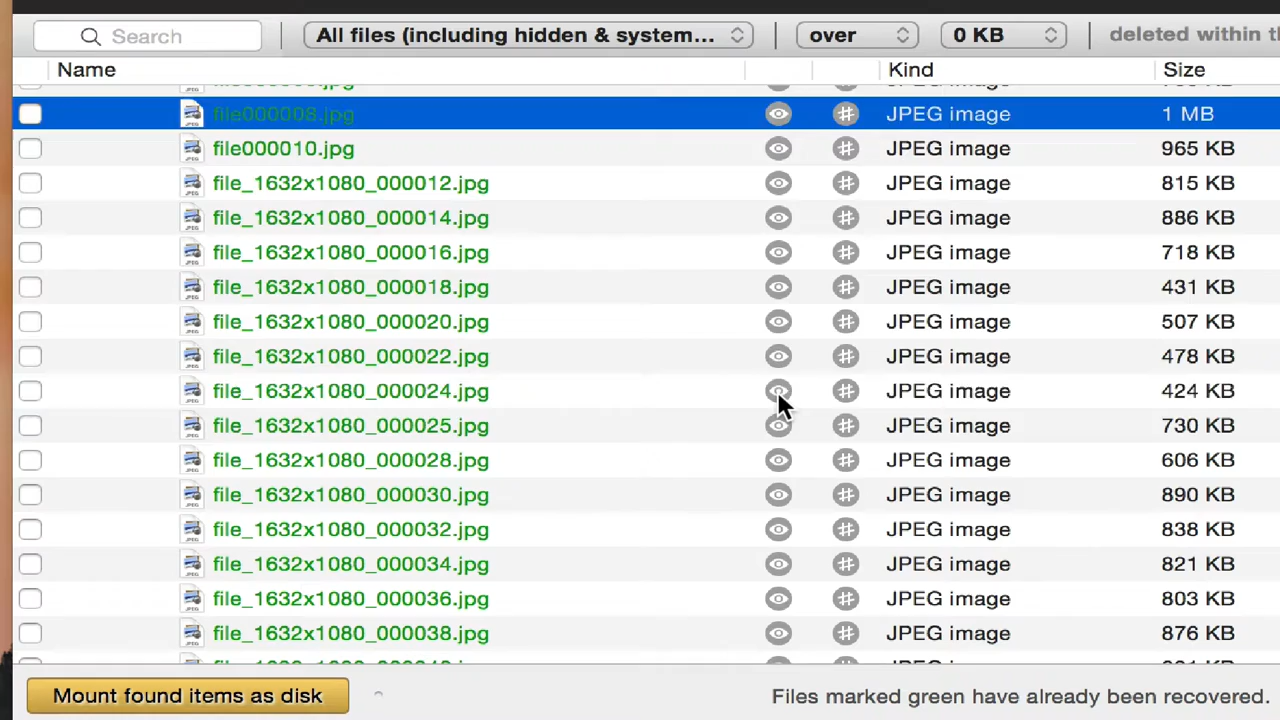 Search All files (including hidden & system... over 0 KB deleted within th
Name Kind Size
file000008.jpg JPEG image 1 MB
file000010.jpg JPEG image 965 KB
file_1632x1080_000012.jpg JPEG image 815 KB
file_1632x1080_000014.jpg JPEG image 886 KB
file_1632x1080_000016.jpg JPEG image 718 KB
file_1632x1080_000018.jpg JPEG image 431 KB
file_1632x1080_000020.jpg JPEG image 507 KB
file_1632x1080_000022.jpg JPEG image 478 KB
file_1632x1080_000024.jpg JPEG image 424 KB
file_1632x1080_000025.jpg JPEG image 730 KB
file_1632x1080_000028.jpg JPEG image 606 KB
file_1632x1080_000030.jpg JPEG image 890 KB
file_1632x1080_000032.jpg JPEG image 838 KB
file_1632x1080_000034.jpg JPEG image 821 KB
file_1632x1080_000036.jpg JPEG image 803 KB
file_1632x1080_000038.jpg JPEG image 876 KB
Mount found items as disk Files marked green have already been recovered.